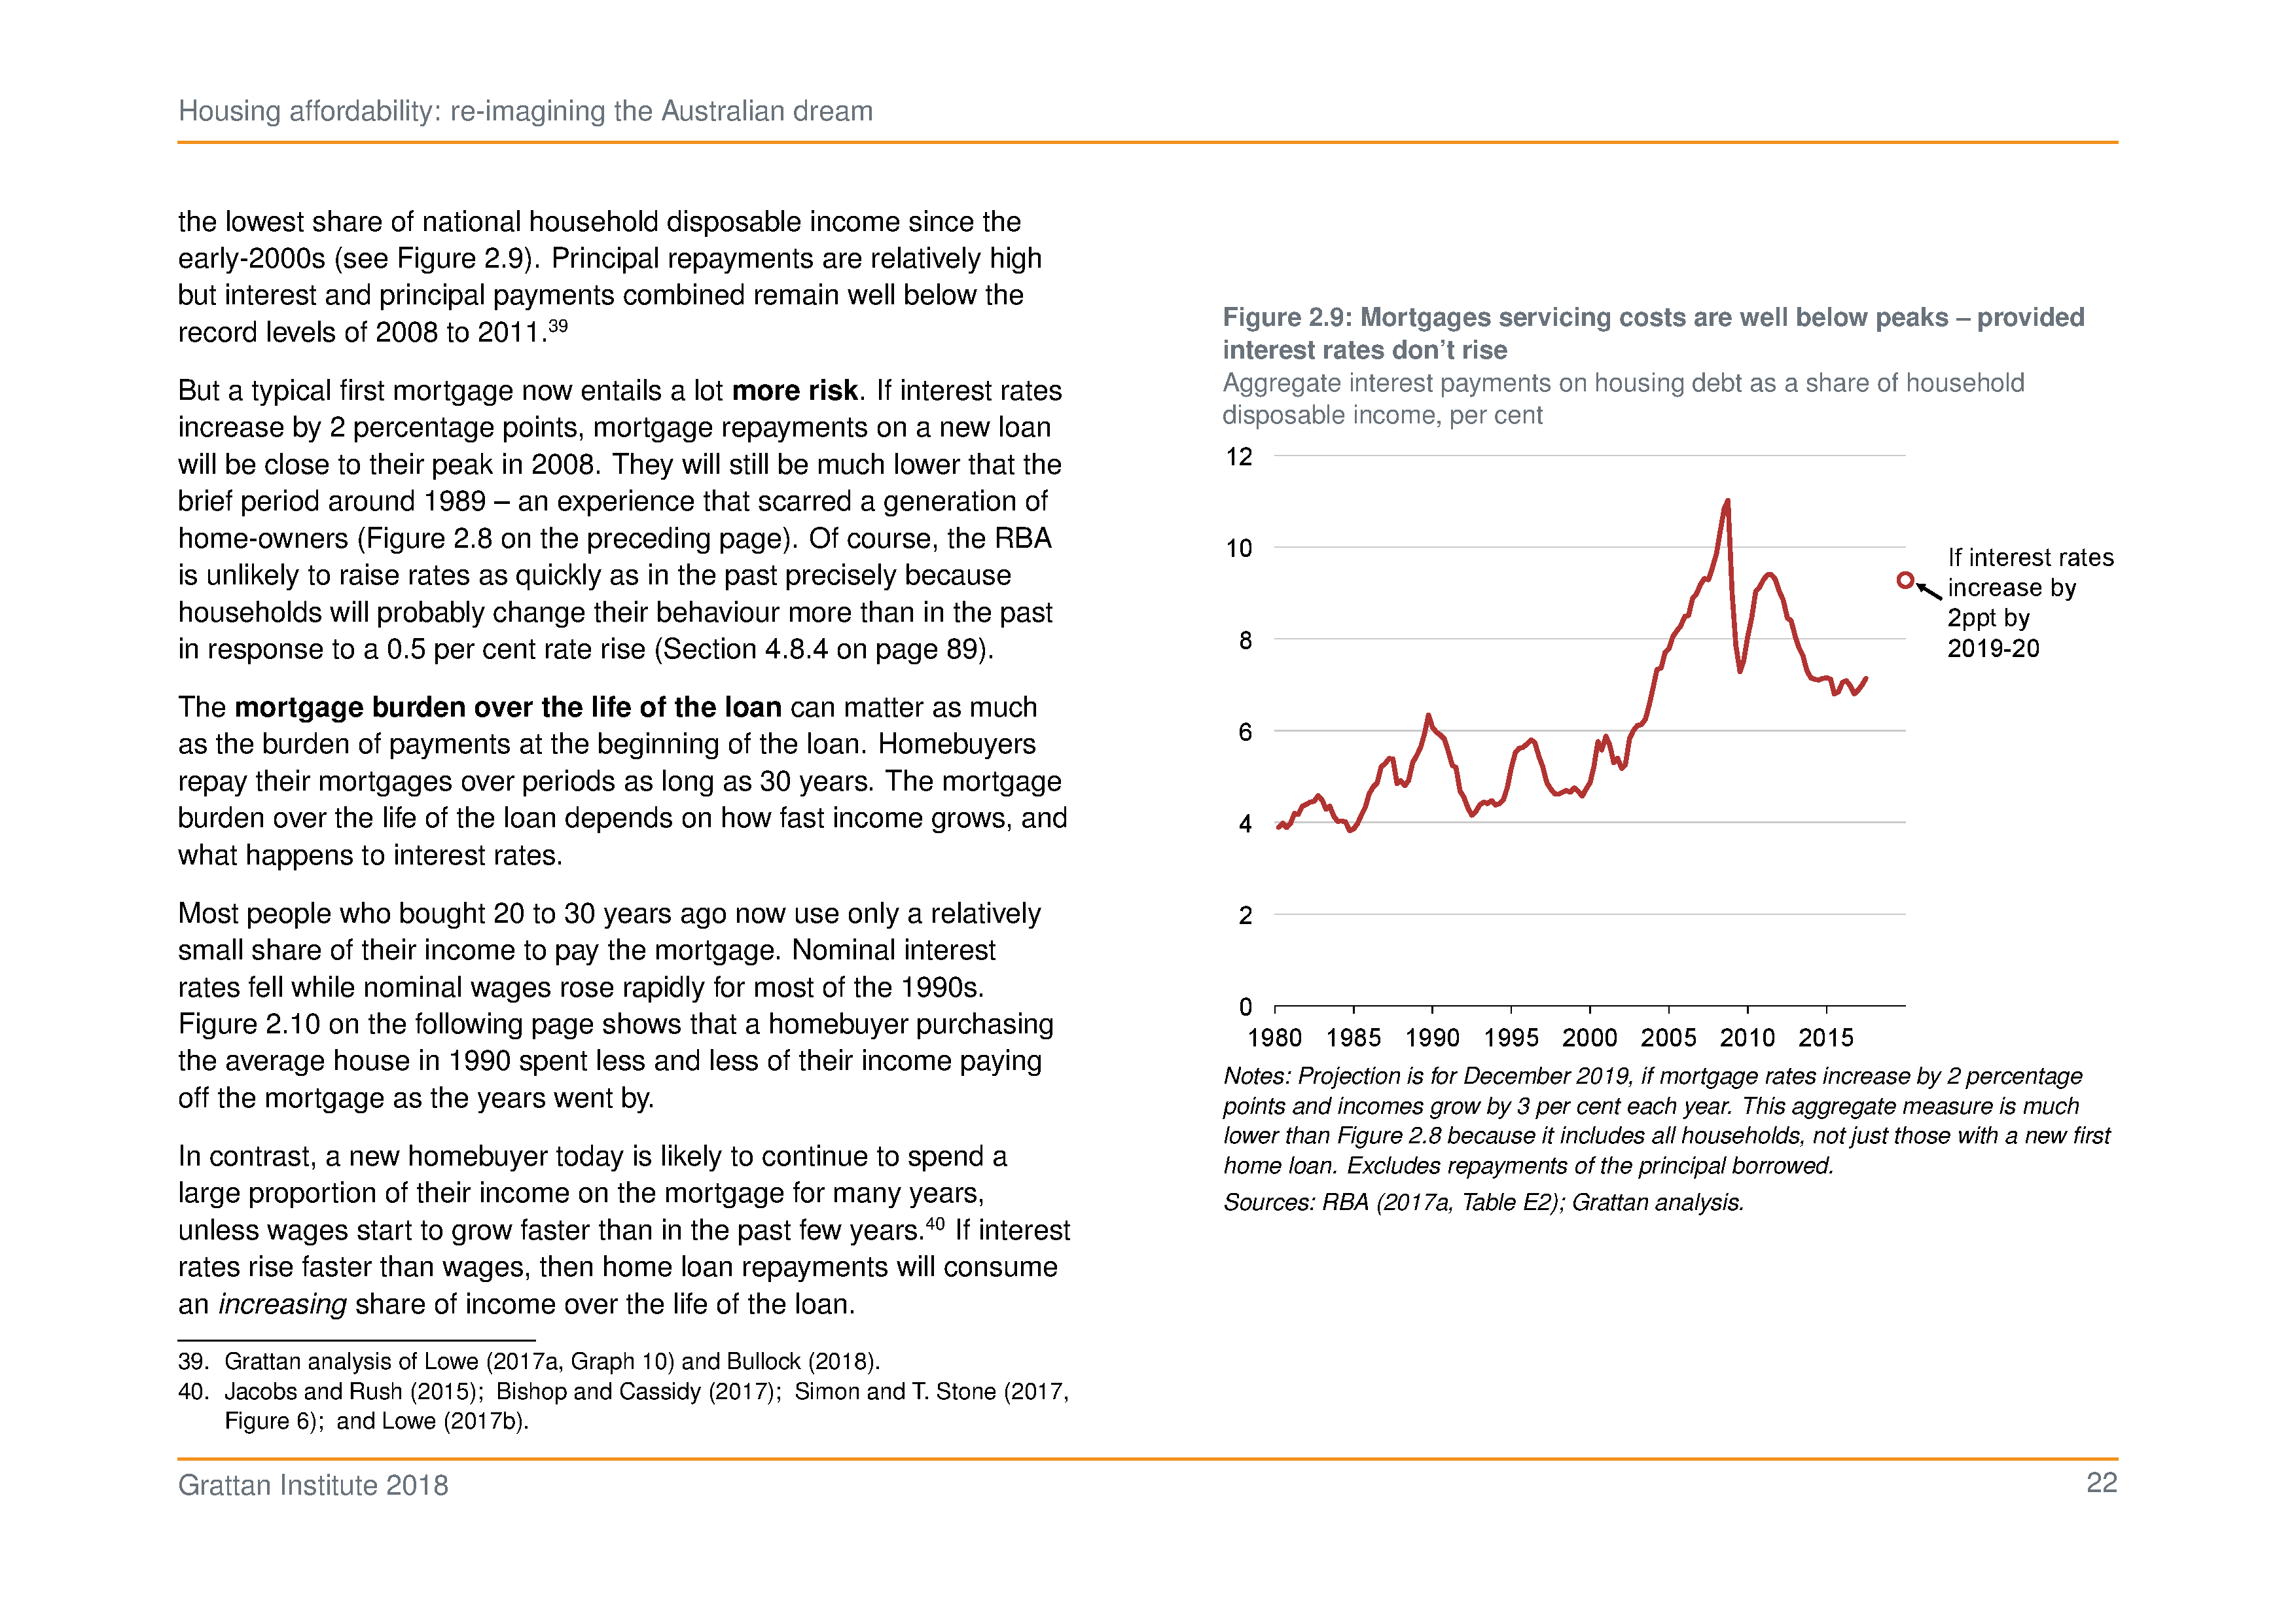 Housing affordability: re-imagining the Australian dream
the lowest share of national household disposable income since the
early-2000s (see Figure 2.9). Principal repayments are relatively high
but interest and principal payments combined remain well below the
record levels of 2008 to 2011.39
But a typical first mortgage now entails a lot more risk. If interest rates
increase by 2 percentage points, mortgage repayments on a new loan
will be close to their peak in 2008. They will still be much lower that the
brief period around 1989 – an experience that scarred a generation of
home-owners (Figure 2.8 on the preceding page). Of course, the RBA
is unlikely to raise rates as quickly as in the past precisely because
households will probably change their behaviour more than in the past
in response to a 0.5 per cent rate rise (Section 4.8.4 on page 89).
The mortgage burden over the life of the loan can matter as much
as the burden of payments at the beginning of the loan. Homebuyers
repay their mortgages over periods as long as 30 years. The mortgage
burden over the life of the loan depends on how fast income grows, and
what happens to interest rates.
Most people who bought 20 to 30 years ago now use only a relatively
small share of their income to pay the mortgage. Nominal interest
rates fell while nominal wages rose rapidly for most of the 1990s.
Figure 2.10 on the following page shows that a homebuyer purchasing
the average house in 1990 spent less and less of their income paying
off the mortgage as the years went by.
In contrast, a new homebuyer today is likely to continue to spend a
large proportion of their income on the mortgage for many years,
unless wages start to grow faster than in the past few years.40 If interest
rates rise faster than wages, then home loan repayments will consume
an increasing share of income over the life of the loan.
39. Grattan analysis of Lowe (2017a, Graph 10) and Bullock (2018).
40. Jacobs and Rush (2015); Bishop and Cassidy (2017); Simon and T. Stone (2017,
Figure 6); and Lowe (2017b).
Figure 2.9: Mortgages servicing costs are well below peaks – provided
interest rates don't rise
Aggregate interest payments on housing debt as a share of household
disposable income, per cent
12
10
8
6
4
2
0
1980 1985 1990 1995 2000 2005 2010 2015
If interest rates
increase by
2ppt by
2019-20
Notes: Projection is for December 2019, if mortgage rates increase by 2 percentage
points and incomes grow by 3 per cent each year. This aggregate measure is much
lower than Figure 2.8 because it includes all households, not just those with a new first
home loan. Excludes repayments of the principal borrowed.
Sources: RBA (2017a, Table E2); Grattan analysis.
Grattan Institute 2018
22